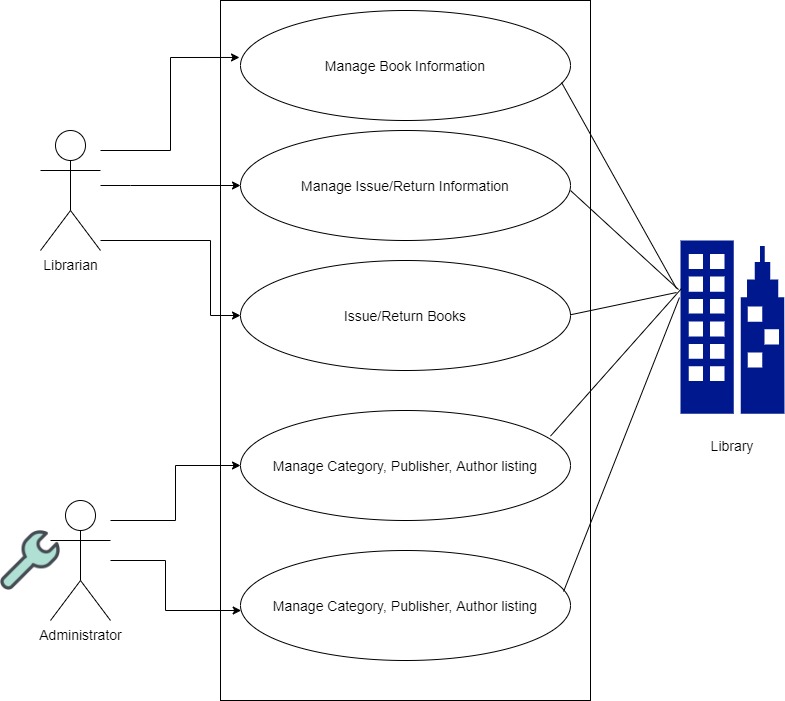 Manage Book Information
Manage Issue/Return Information
Librarian
Issue/Return Books
Library
Manage Category, Publisher, Author listing
Manage Category, Publisher, Author listing
Administrator